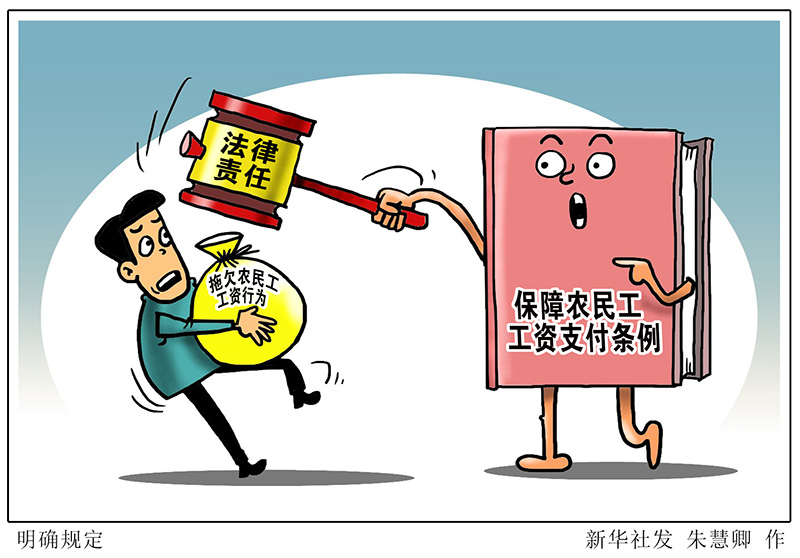 法律
责任
拖欠农民工
工资行为
保障农民工
工资支付条例
明确规定
新华社发 朱慧卿 作